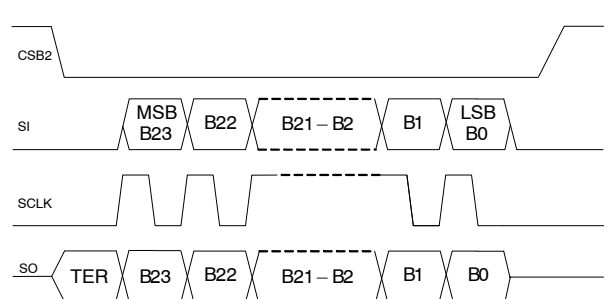 CSB2
SI
MSB
B23
B22
B21 – B2
B1
LSB
B0
SCLK
SO
TER
B23
B22
B21 – B2
B1
B0